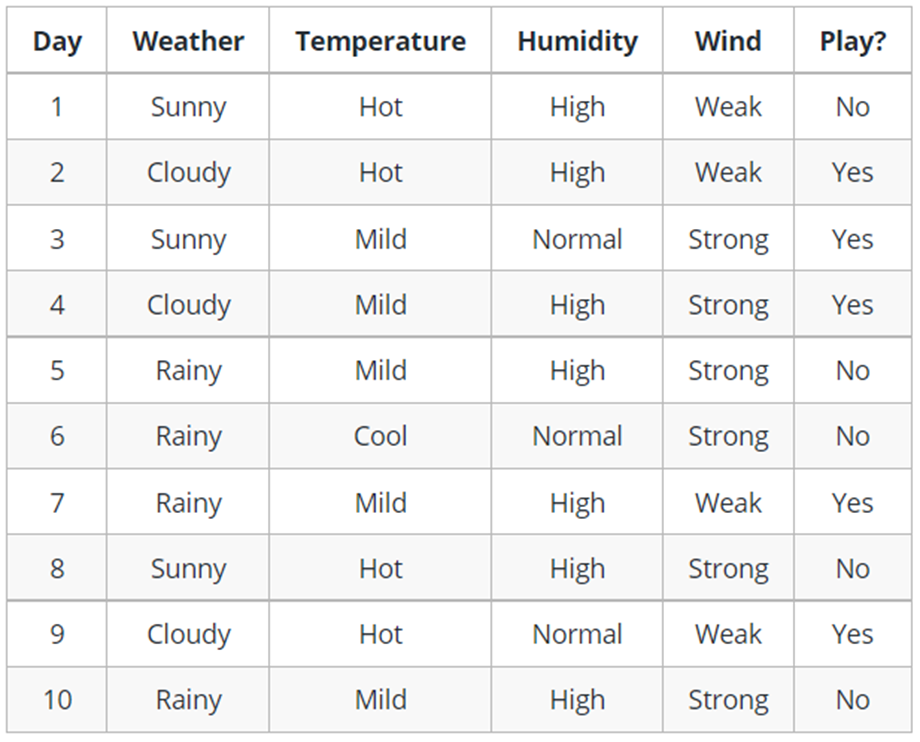 Day Weather Temperature Humidity Wind Play?
1 Sunny Hot High Weak No
2 Cloudy Hot High Weak Yes
3 Sunny Mild Normal Strong Yes
4 Cloudy Mild High Strong Yes
5 Rainy Mild High Strong No
6 Rainy Cool Normal Strong No
7 Rainy Mild High Weak Yes
8 Sunny Hot High Strong No
9 Cloudy Hot Normal Weak Yes
10 Rainy Mild High Strong No